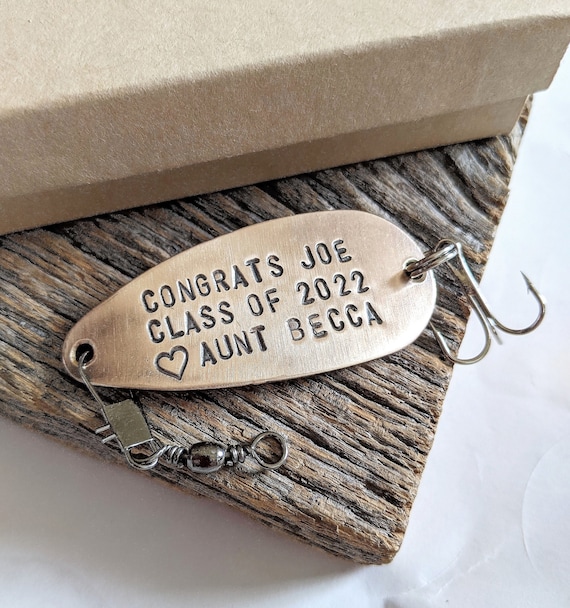 CONGRATS JOE
CLASS OF 2022
♡ AUNT BECCA